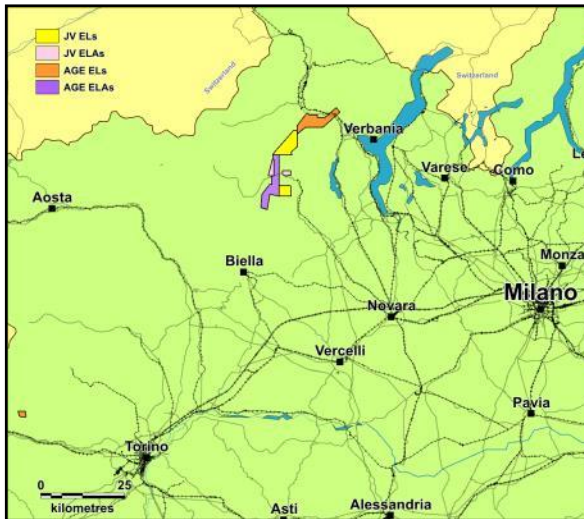 JV ELs
JV ELAs
AGE ELs
AGE ELAs
Switzerland
Switzerland
Verbania
Varese
Como
Le
Aosta
Biella
Monza
Milano
Novara
Vercelli
Pavia
Torino
0 25
kilometres
Asti
Alessandria